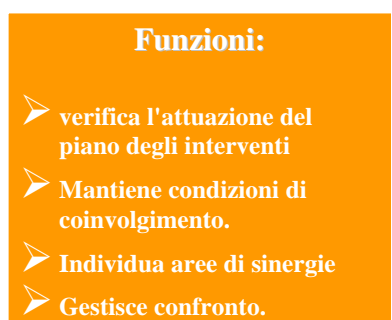 Funzioni:
verifica l'attuazione del
piano degli interventi
Mantiene condizioni di
coinvolgimento.
Individua aree di sinergie
Gestisce confronto.